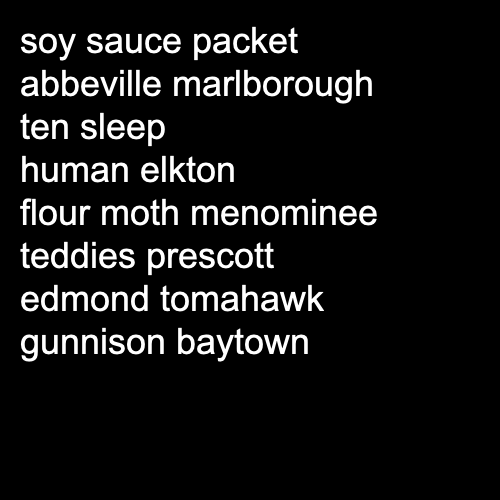 soy sauce packet
abbeville marlborough
ten sleep
human elkton
flour moth menominee
teddies prescott
edmond tomahawk
gunnison baytown